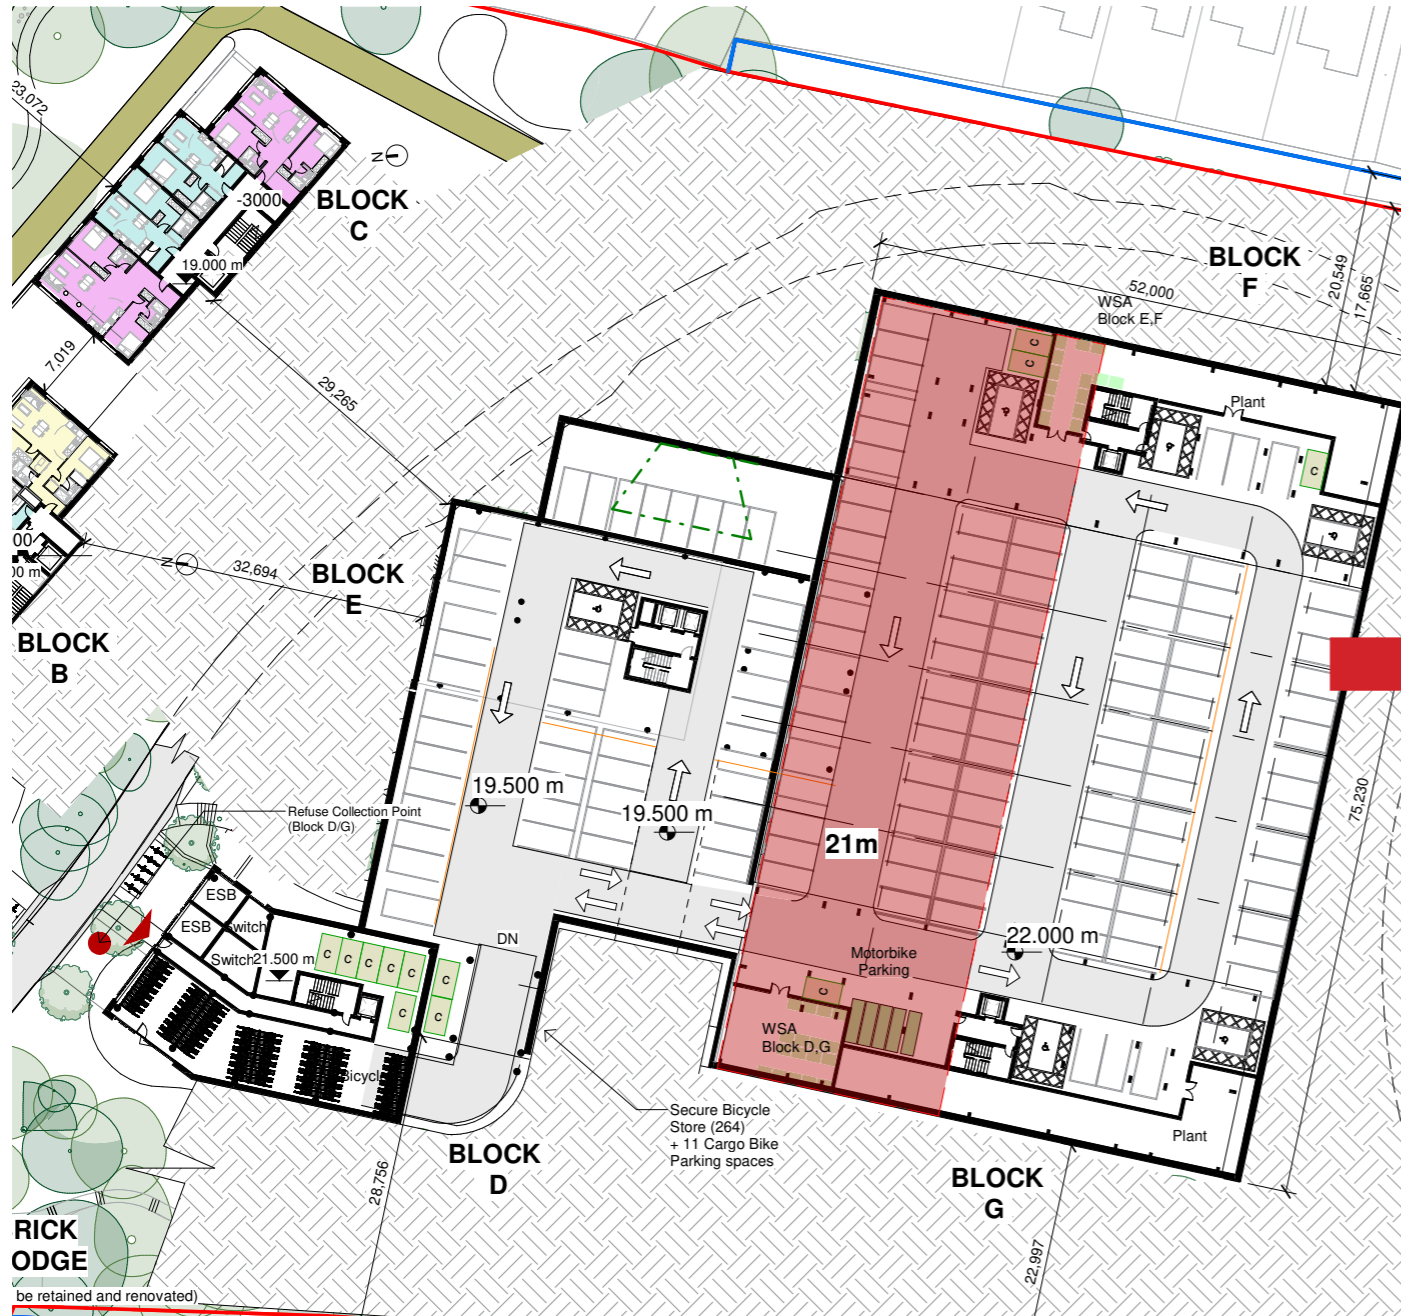 23,072
N
BLOCK
C
-3000
19.000 m
7,019
29,265
BLOCK
F
52,000
WSA
Block E,F
20,549
17,665
C
C
Plant
C
00
00 m
N
32,694
BLOCK
E
BLOCK
B
19.500 m
19.500 m
21m
75,230
Refuse Collection Point
(Block D/G)
ESB
ESB
Switch
Switch
21.500 m
C
C
C
C
C
C
C
C
DN
Motorbike
Parking
22.000 m
C
WSA
Block D,G
Bicycle
Secure Bicycle
Store (264)
+ 11 Cargo Bike
Parking spaces
Plant
BLOCK
D
BLOCK
G
28,756
22,997
RICK
ODGE
be retained and renovated)